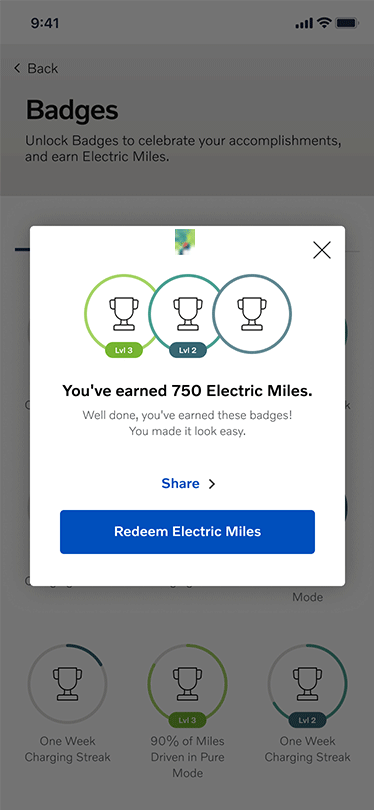 9:41
Back
Badges
Unlock Badges to celebrate your accomplishments,
and earn Electric Miles.
Lvl 3
Lvl 2
You've earned 750 Electric Miles.
Well done, you've earned these badges!
You made it look easy.
Share
Redeem Electric Miles
Mode
Lvl 3
Lvl 2
One Week
Charging Streak
90% of Miles
Driven in Pure
Mode
One Week
Charging Streak